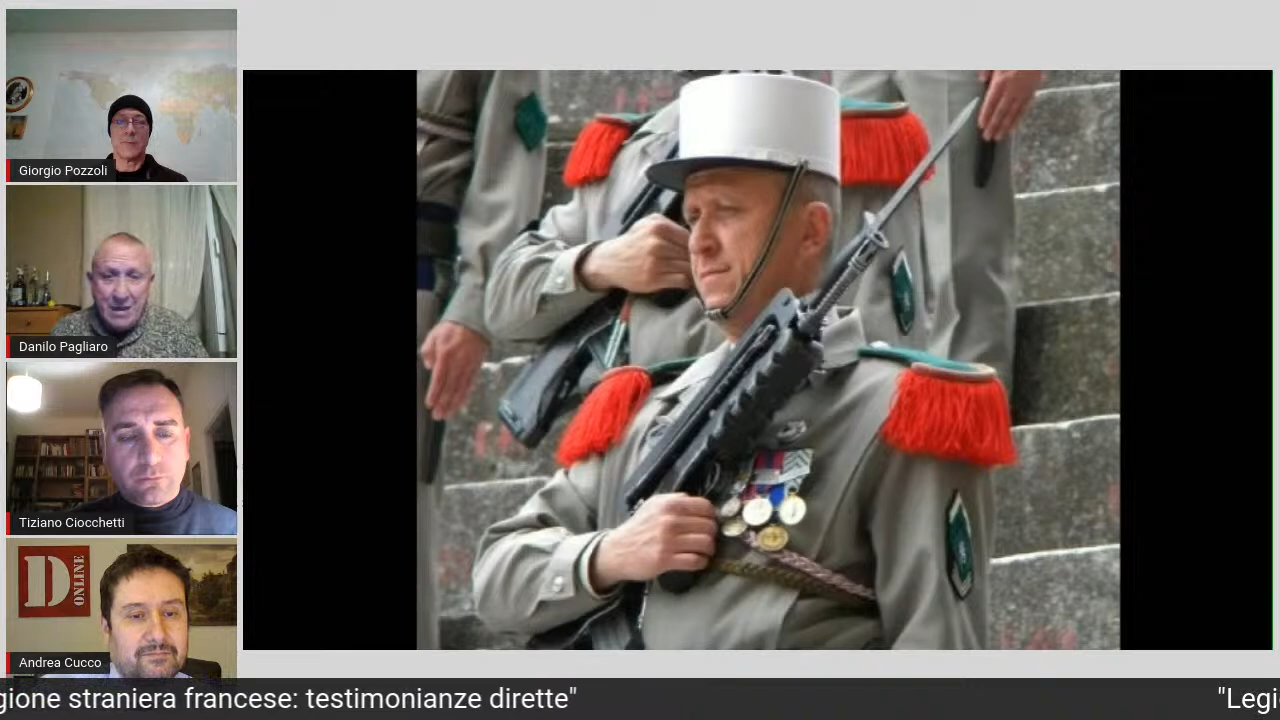 Giorgio Pozzoli
Danilo Pagliaro
Tiziano Ciocchetti
D
ONLINE
Andrea Cucco
gione straniera francese: testimonianze dirette"
"Legi